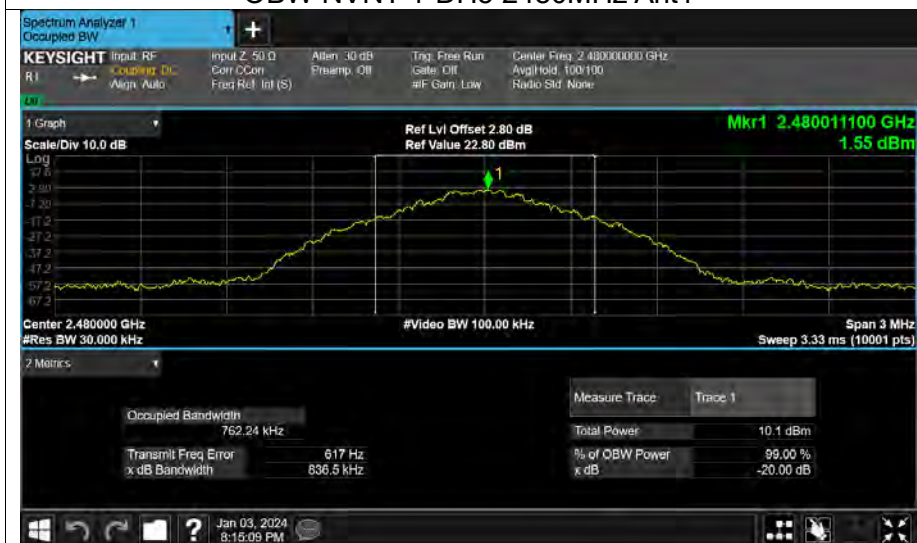 OBW NVNT 1-DH5 2480MHz Ant1
Spectrum Analyzer 1
Occupied BW
+
KEYSIGHT Input: RF
Coupling: DC
Align: Auto
Input Z: 50 Ω
Corr CCorr
Freq Ref: Int (S)
Atten: 30 dB
Preamp: Off
Trig: Free Run
Gate: Off
#IF Gain: Low
Center Freq: 2.480000000 GHz
Avg|Hold: 100/100
Radio Std: None
1 Graph
Scale/Div 10.0 dB
Ref Lvl Offset 2.80 dB
Ref Value 22.80 dBm
Mkr1 2.480011100 GHz
1.55 dBm
Log
2.80
-7.20
-17.2
-27.2
-37.2
-47.2
-57.2
-67.2
1
Center 2.480000 GHz
#Video BW 100.00 kHz
Span 3 MHz
#Res BW 30.000 kHz
Sweep 3.33 ms (10001 pts)
2 Metrics
Measure Trace Trace 1
Occupied Bandwidth
762.24 kHz
Total Power 10.1 dBm
Transmit Freq Error 617 Hz
% of OBW Power 99.00 %
x dB Bandwidth 836.5 kHz
x dB -20.00 dB
?
Jan 03, 2024
8:15:09 PM